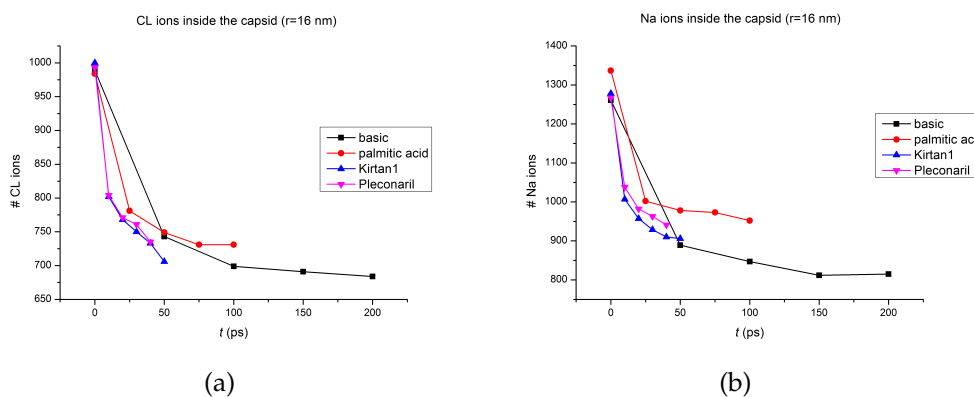 CL ions inside the capsid (r=16 nm)
# CL ions
1000
950
900
850
800
750
700
650
0
50
100
150
200
t (ps)
basic
palmitic acid
Kirtan1
Pleconaril
(a)
Na ions inside the capsid (r=16 nm)
# Na ions
1400
1300
1200
1100
1000
900
800
0
50
100
150
200
t (ps)
basic
palmitic ac
Kirtan1
Pleconaril
(b)